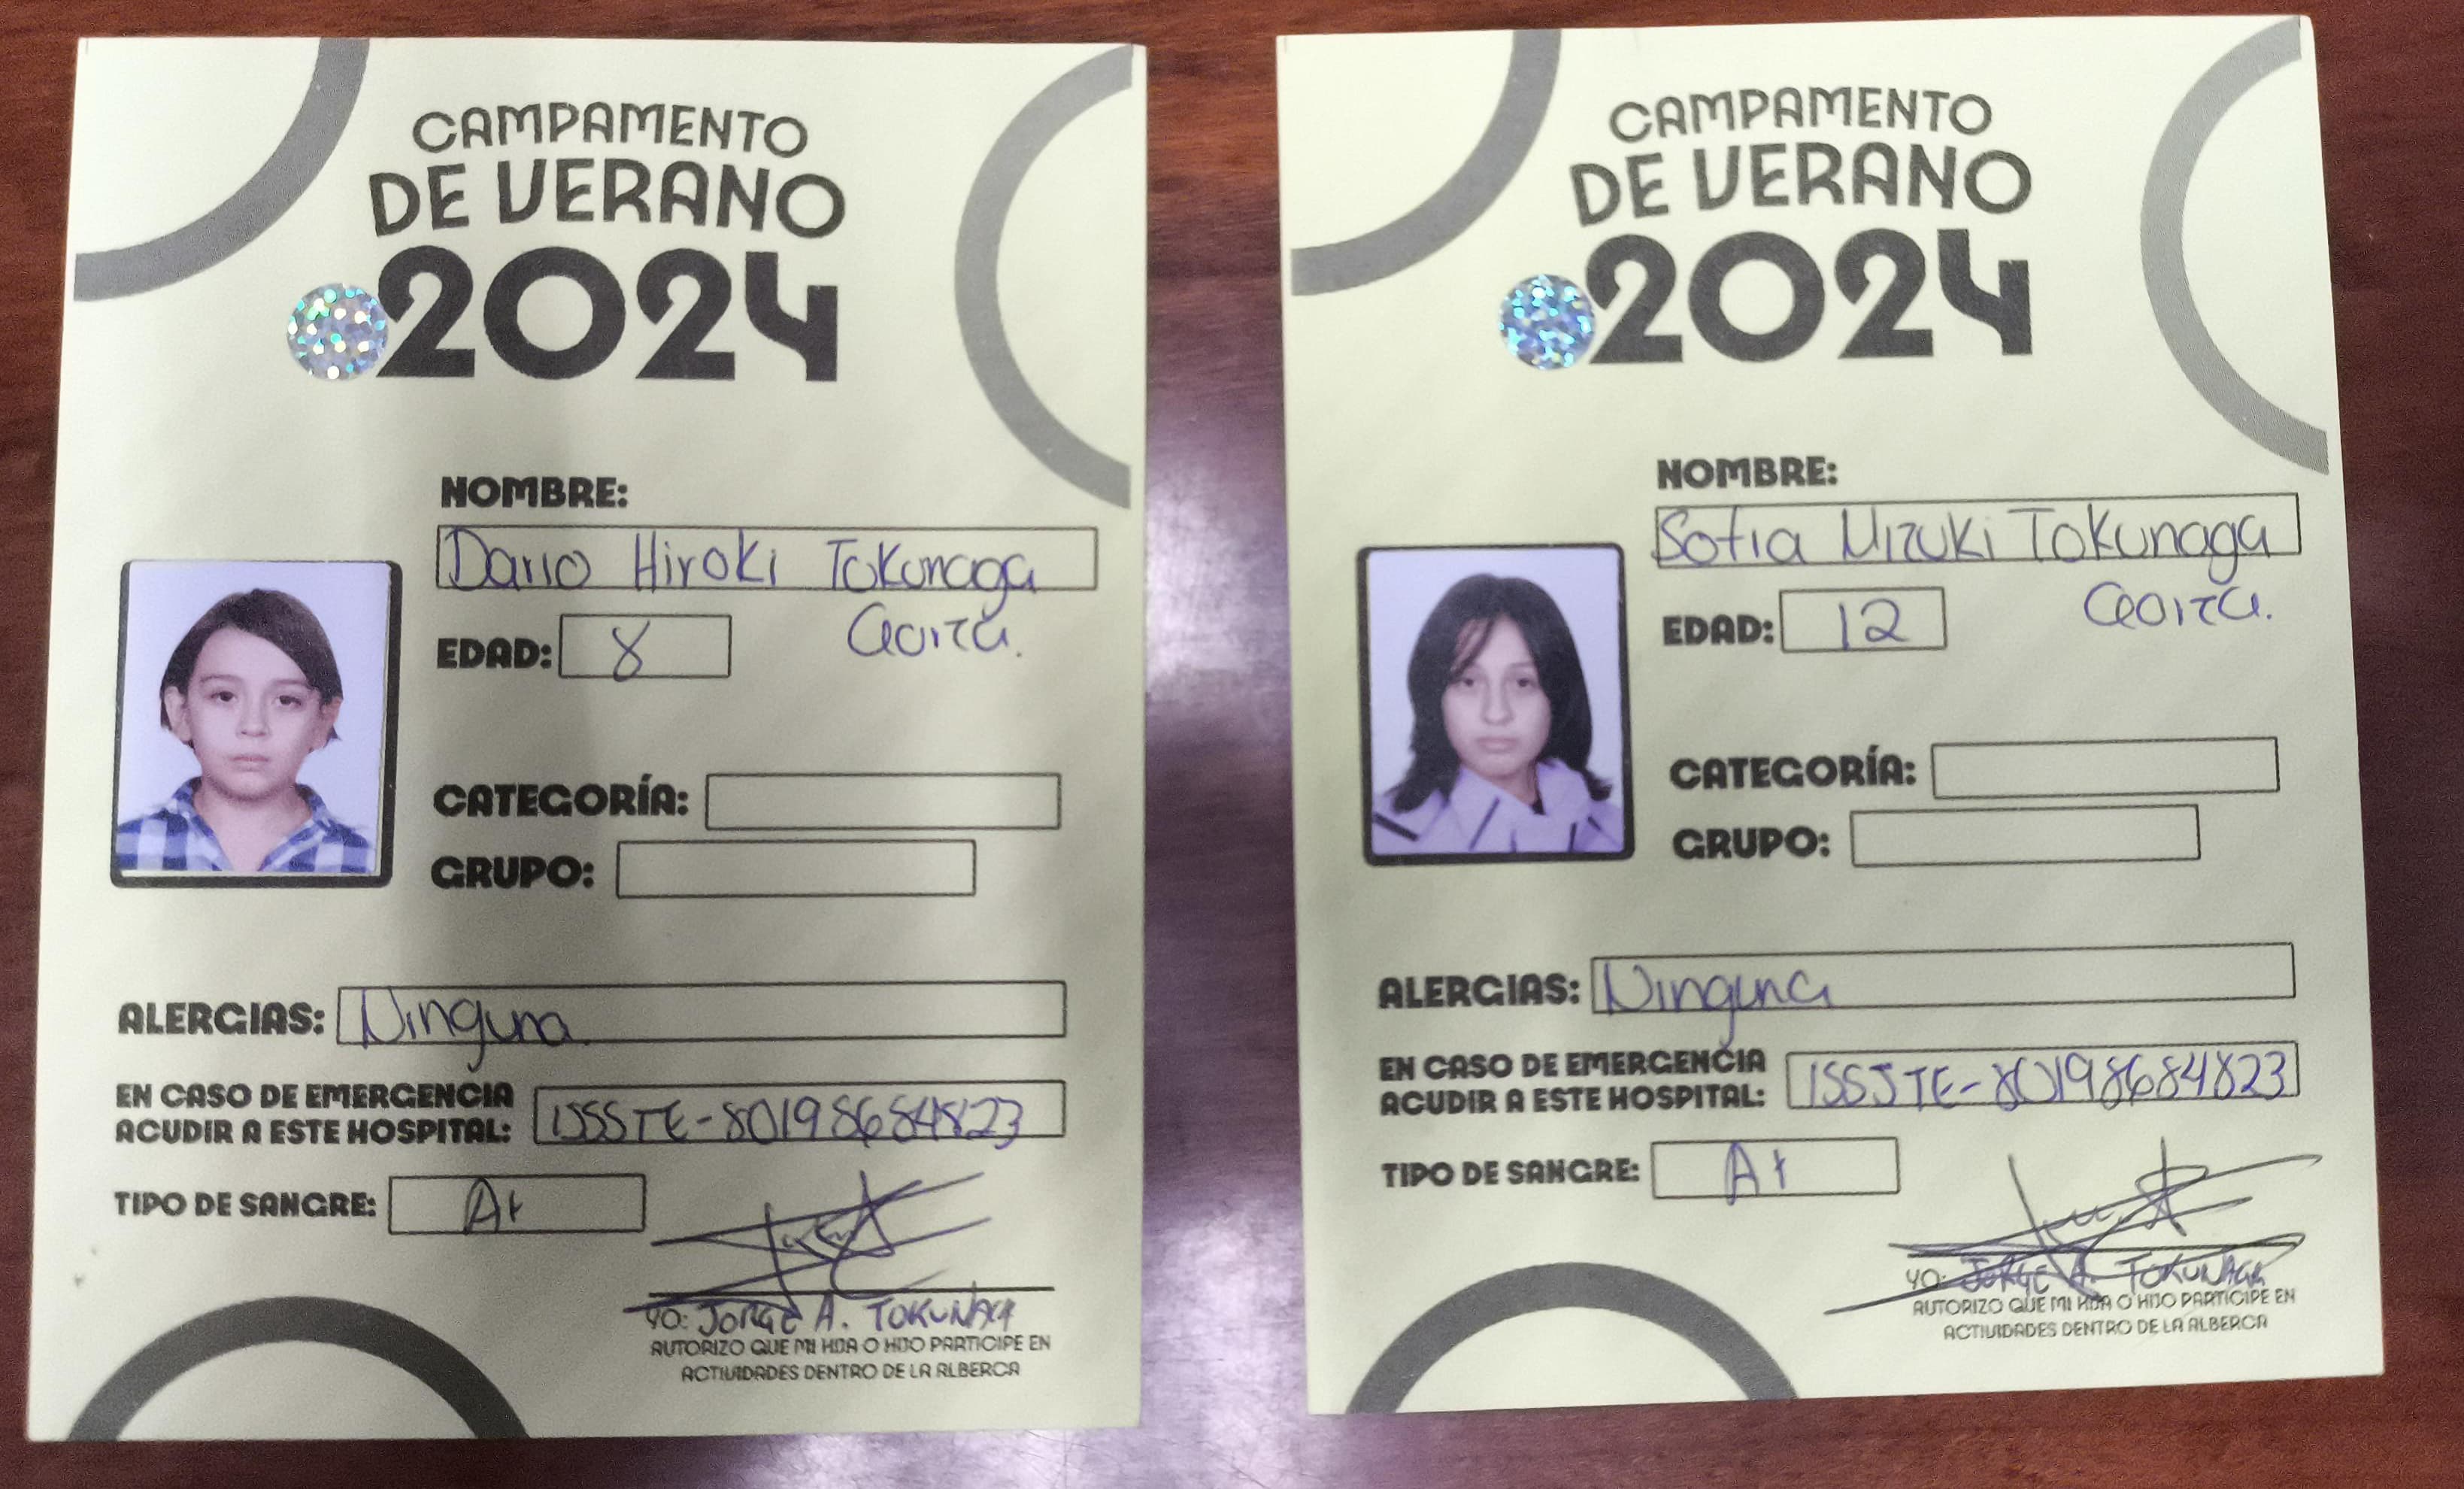 CAMPAMENTO
DE VERANO
2024
NOMBRE:
Dario Hiroki Tokunaga
EDAD: 8
CATEGORÍA:
GRUPO:
ALERGIAS: Ninguna
EN CASO DE EMERGENCIA
ACUDIR A ESTE HOSPITAL: ISSSTE-80198684823
TIPO DE SANGRE: A+
YO: JORGE A. TOKUNAGA
AUTORIZO QUE MI HIJA O HIJO PARTICIPE EN
ACTIVIDADES DENTRO DE LA ALBERCA
CAMPAMENTO
DE VERANO
2024
NOMBRE:
Sofia Mizuki Tokunaga
EDAD: 12
CATEGORÍA:
GRUPO:
ALERGIAS: Ninguna
EN CASO DE EMERGENCIA
ACUDIR A ESTE HOSPITAL: ISSSTE-80198684823
TIPO DE SANGRE: A+
YO: JORGE A. TOKUNAGA
AUTORIZO QUE MI HIJA O HIJO PARTICIPE EN
ACTIVIDADES DENTRO DE LA ALBERCA